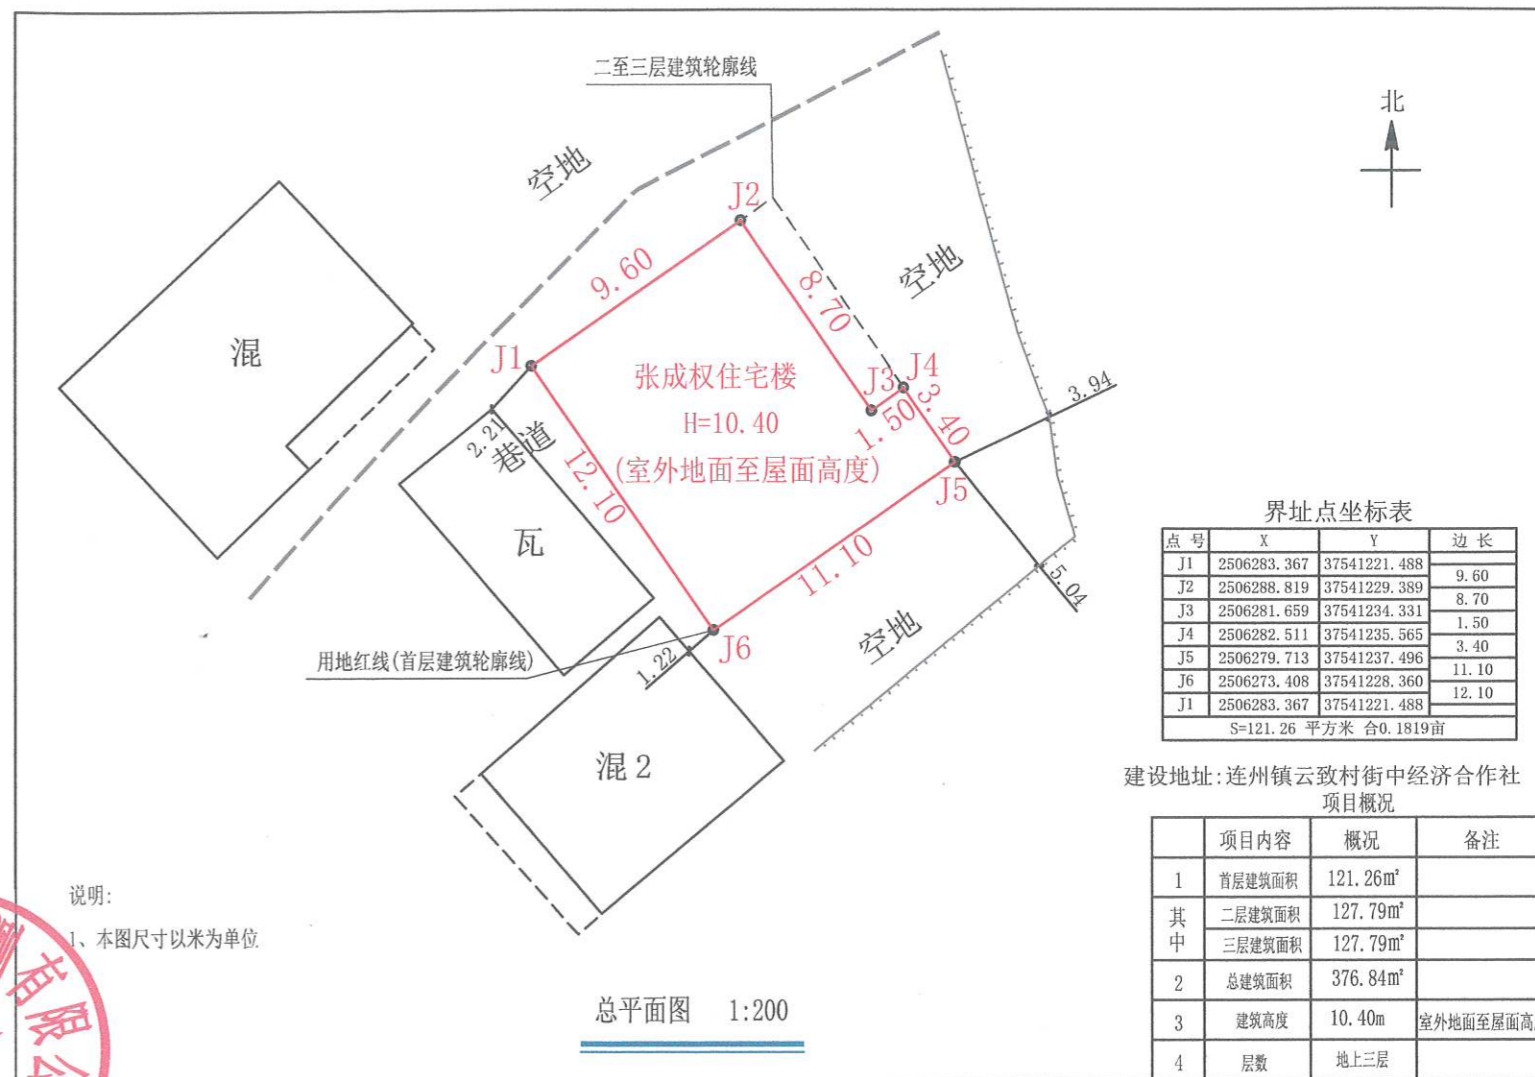 二至三层建筑轮廓线
北
空地
J2
9.60
8.70
空地
混
J1
张成权住宅楼
J3
J4
3.94
H=10.40
1.50
3.40
2.21
巷道
12.10
(室外地面至屋面高度)
J5
瓦
11.10
5.04
空地
用地红线(首层建筑轮廓线)
1.22
J6
混2
界址点坐标表
点 号 X Y 边 长
J1 2506283.367 37541221.488
9.60
J2 2506288.819 37541229.389
8.70
J3 2506281.659 37541234.331
1.50
J4 2506282.511 37541235.565
3.40
J5 2506279.713 37541237.496
11.10
J6 2506273.408 37541228.360
12.10
J1 2506283.367 37541221.488
S=121.26 平方米 合0.1819亩
建设地址:连州镇云致村街中经济合作社
项目概况
项目内容 概况 备注
1 首层建筑面积 121.26㎡
其中 二层建筑面积 127.79㎡
三层建筑面积 127.79㎡
2 总建筑面积 376.84㎡
3 建筑高度 10.40m 室外地面至屋面高
4 层数 地上三层
说明:
1、本图尺寸以米为单位
总平面图 1:200
有限公